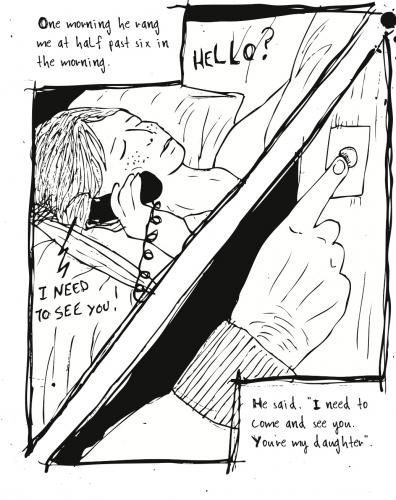 One morning he rang
me at half past six in
the morning.
HELLO?
I NEED
TO SEE YOU!
He said. "I need to
come and see you.
You're my daughter".